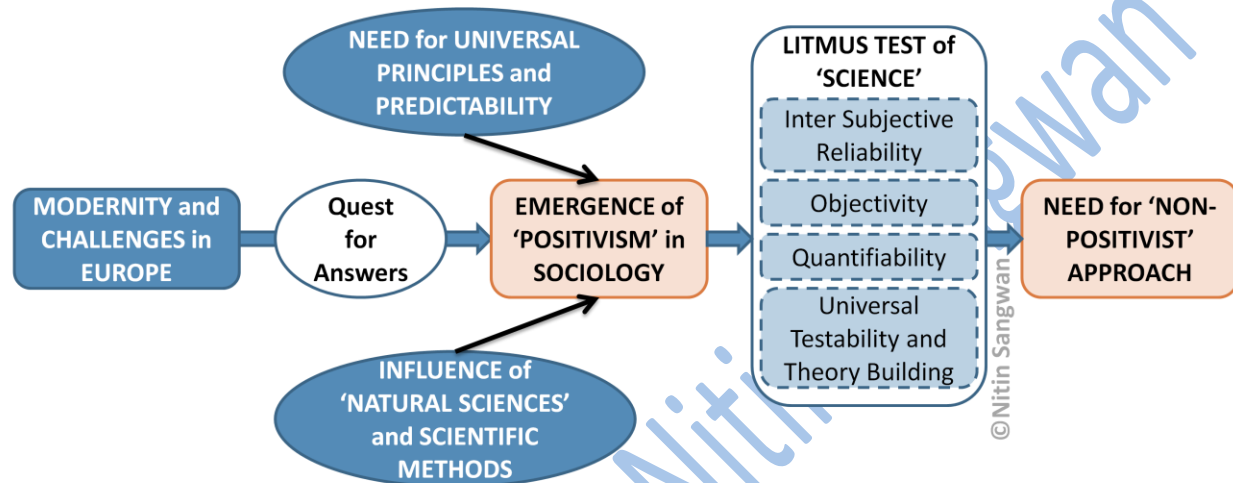 NEED for UNIVERSAL
PRINCIPLES and
PREDICTABILITY
MODERNITY and
CHALLENGES in
EUROPE
Quest
for
Answers
EMERGENCE of
‘POSITIVISM’ in
SOCIOLOGY
INFLUENCE of
‘NATURAL SCIENCES’
and SCIENTIFIC
METHODS
LITMUS TEST of
‘SCIENCE’
Inter Subjective
Reliability
Objectivity
Quantifiability
Universal
Testability and
Theory Building
NEED for ‘NON-
POSITIVIST’
APPROACH
©Nitin Sangwan